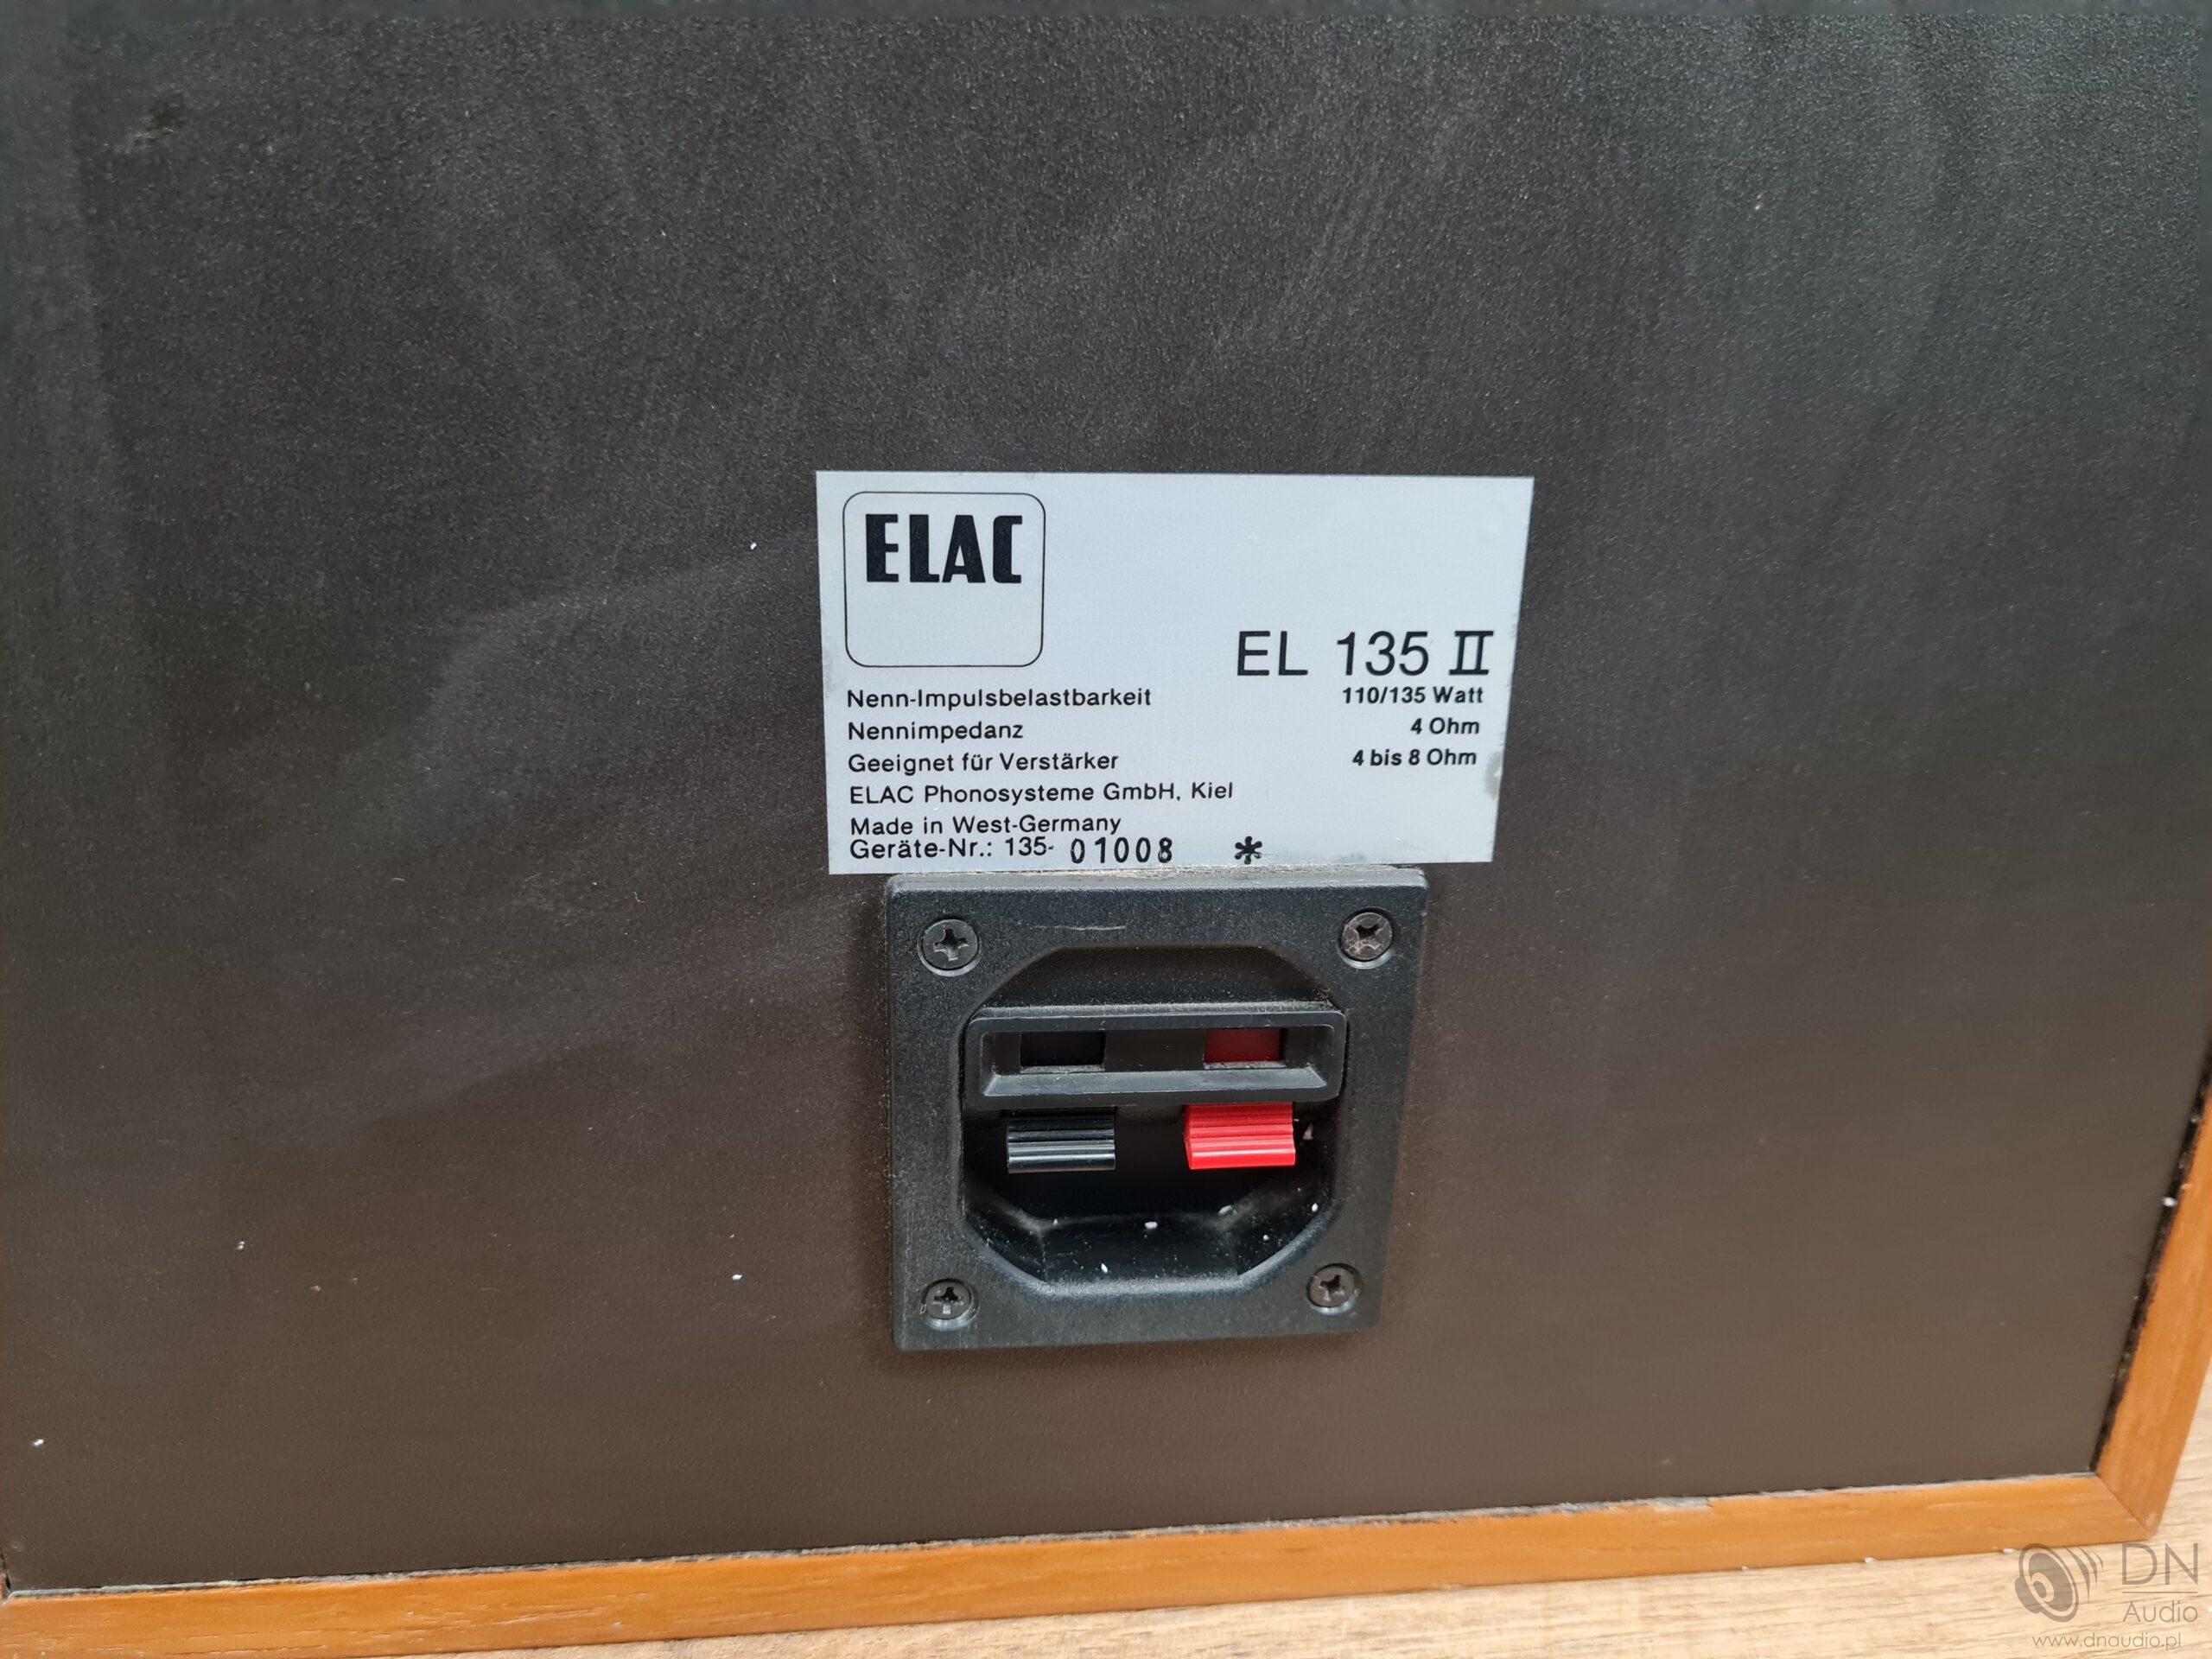 ELAC
EL 135 II
Nenn-Impulsbelastbarkeit 110/135 Watt
Nennimpedanz 4 Ohm
Geeignet für Verstärker 4 bis 8 Ohm
ELAC Phonosysteme GmbH, Kiel
Made in West-Germany
Geräte-Nr.: 135- 01008 *
DN
Audio
www.dnaudio.pl